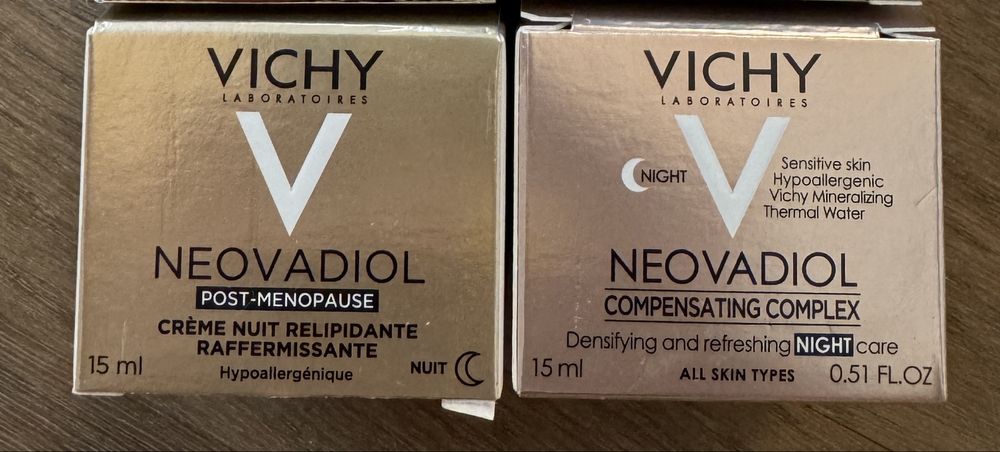 VICHY
LABORATOIRES
NEOVADIOL
POST-MENOPAUSE
CRÈME NUIT RELIPIDANTE
RAFFERMISSANTE
Hypoallergénique
15 ml
NUIT
VICHY
LABORATOIRES
NIGHT
Sensitive skin
Hypoallergenic
Vichy Mineralizing
Thermal Water
NEOVADIOL
COMPENSATING COMPLEX
Densifying and refreshing NIGHT care
15 ml
ALL SKIN TYPES
0.51 FL.OZ